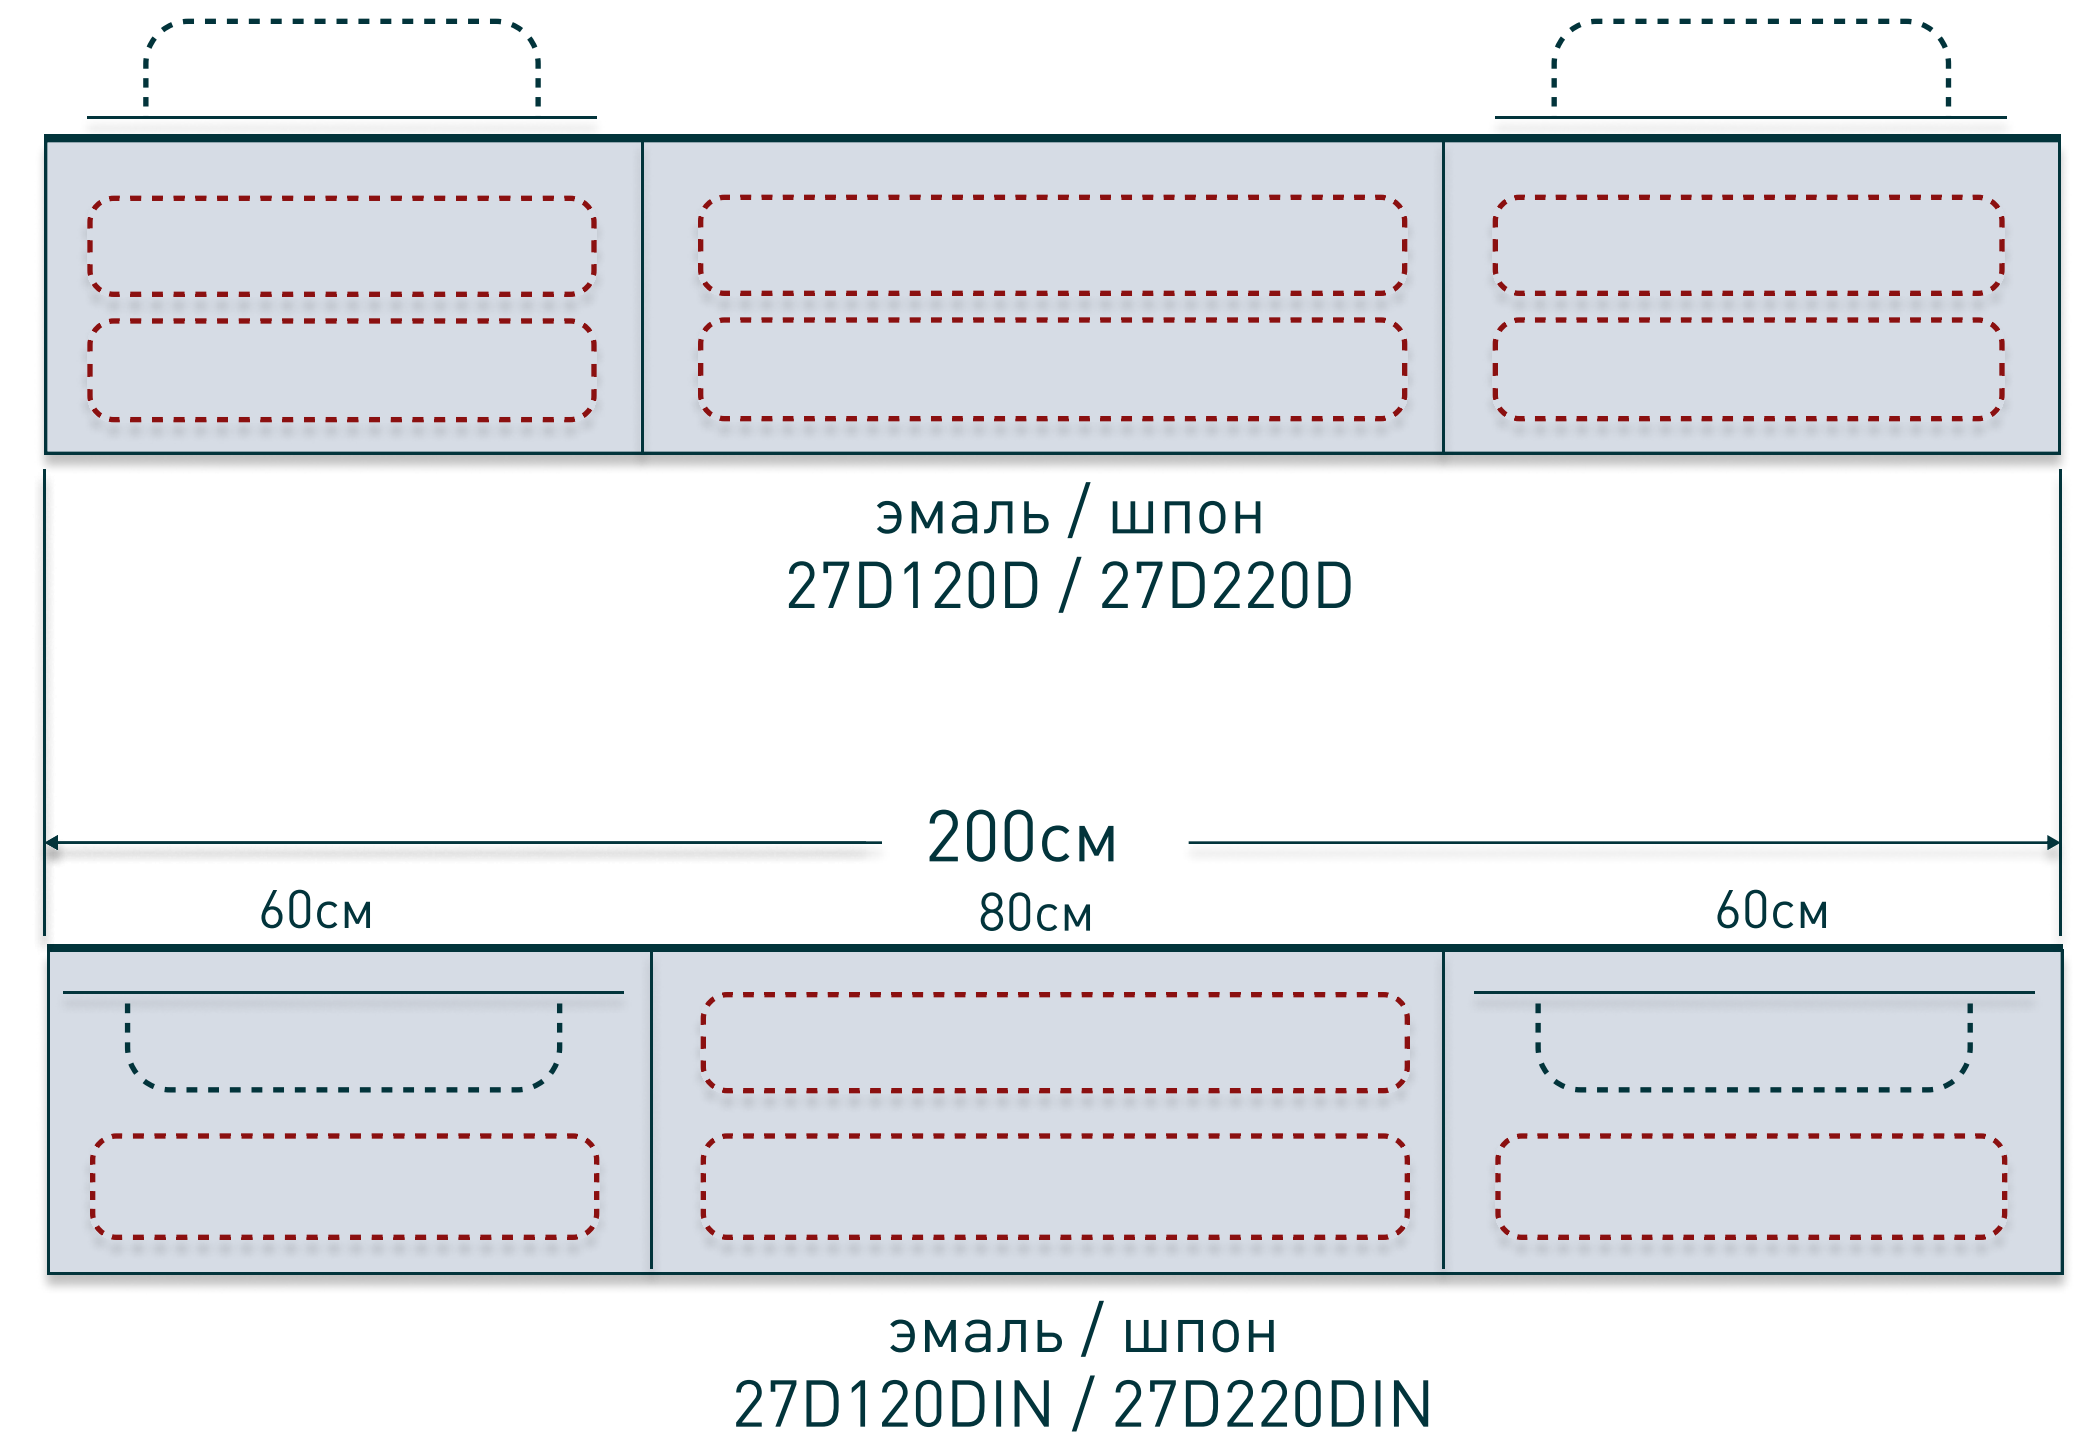 эмаль / шпон
27D120D / 27D220D
200см
60см
80см
60см
эмаль / шпон
27D120DIN / 27D220DIN